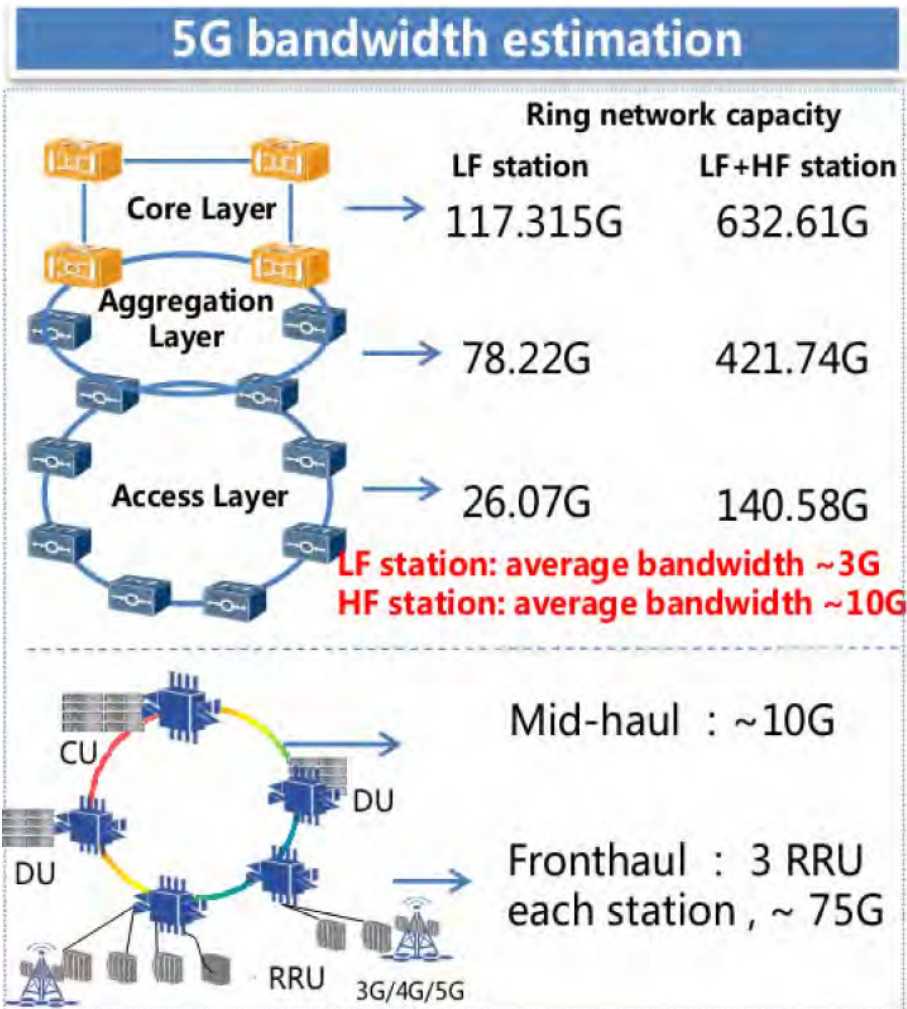 5G bandwidth estimation
Ring network capacity
LF station
LF+HF station
Core Layer
117.315G
632.61G
Aggregation
Layer
78.22G
421.74G
Access Layer
26.07G
140.58G
LF station: average bandwidth ~3G
HF station: average bandwidth ~10G
CU
Mid-haul : ~10G
DU
DU
Fronthaul : 3 RRU
each station , ~ 75G
RRU
3G/4G/5G